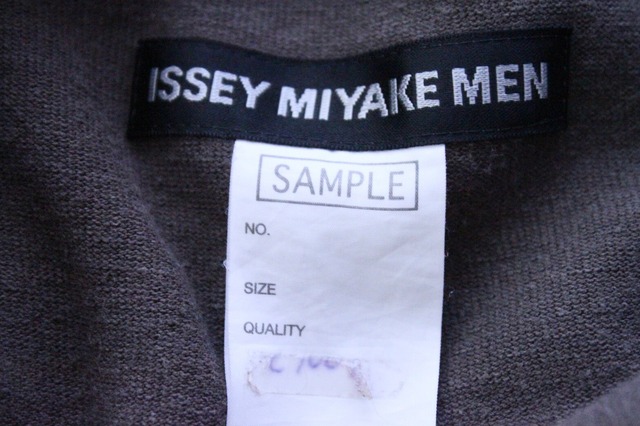 ISSEY MIYAKE MEN
SAMPLE
NO.
SIZE
QUALITY